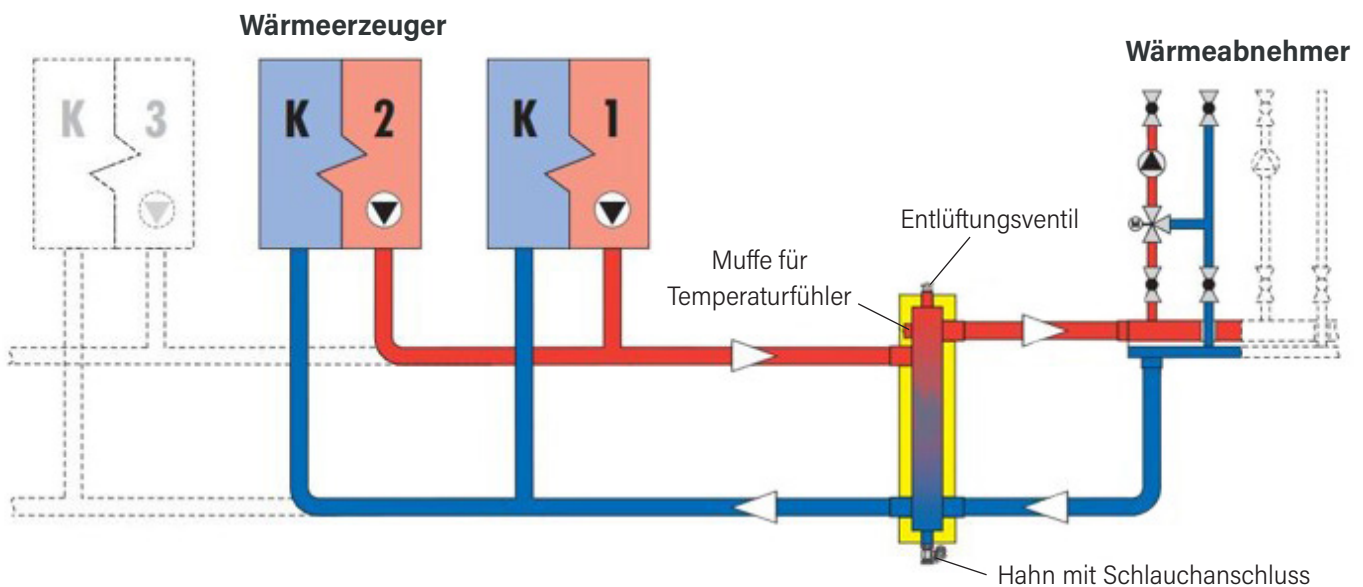 Wärmeerzeuger
Wärmeabnehmer
K 3
K 2
K 1
Entlüftungsventil
Muffe für
Temperaturfühler
M
Hahn mit Schlauchanschluss